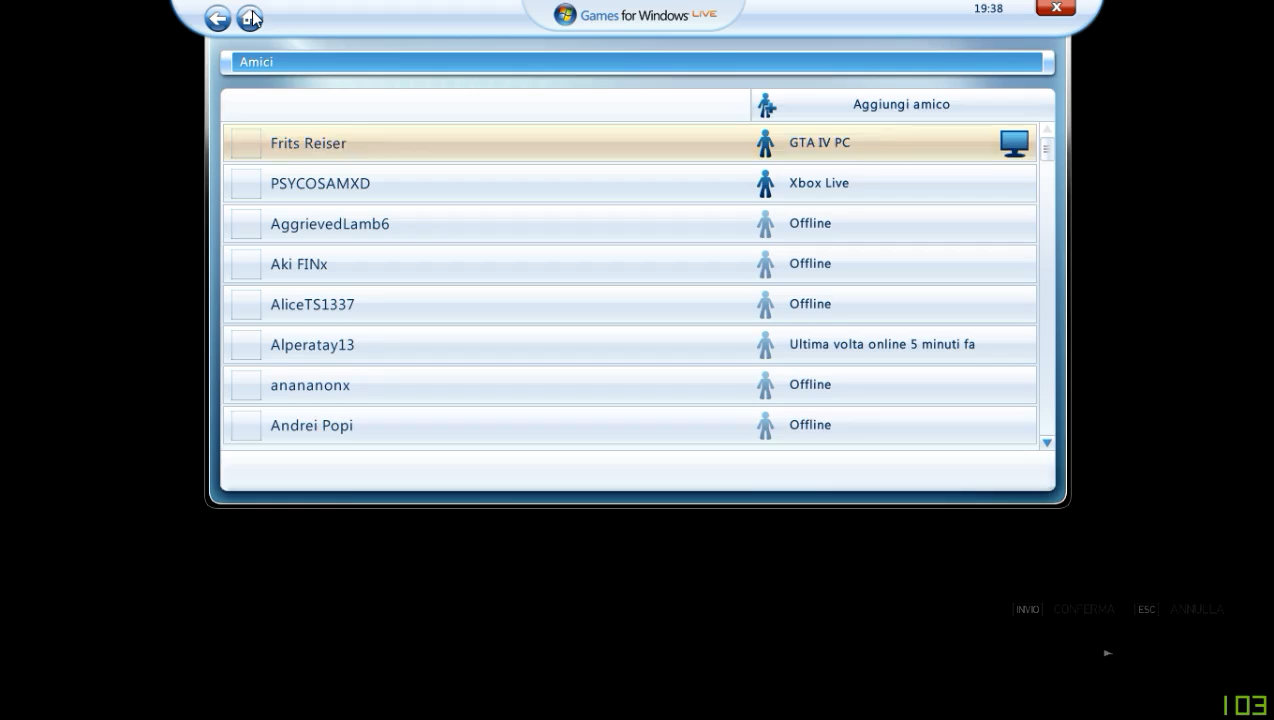 Games for Windows LIVE
19:38
Amici
Aggiungi amico
Frits Reiser GTA IV PC
PSYCOSAMXD Xbox Live
AggrievedLamb6 Offline
Aki FINx Offline
AliceTS1337 Offline
Alperatay13 Ultima volta online 5 minuti fa
anananonx Offline
Andrei Popi Offline
INVIO CONFERMA ESC ANNULLA
103